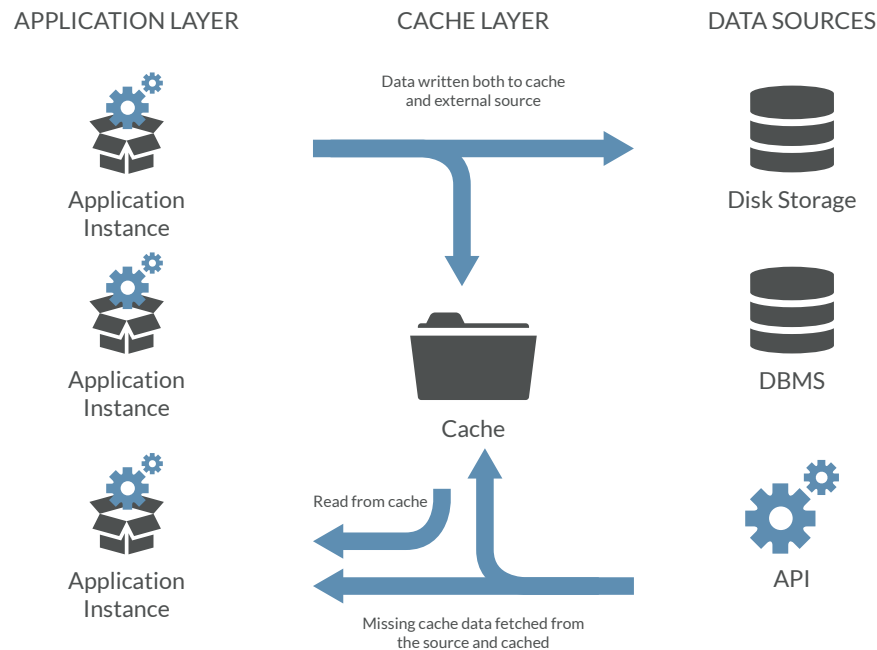 APPLICATION LAYER
CACHE LAYER
DATA SOURCES
Data written both to cache
and external source
Application
Instance
Disk Storage
Application
Instance
DBMS
Cache
Read from cache
Application
Instance
API
Missing cache data fetched from
the source and cached